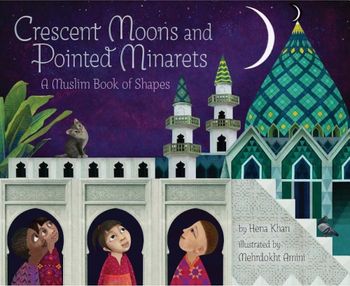 Crescent Moons and
Pointed Minarets
A Muslim Book of Shapes
by Hena Khan
illustrated by
Mehrdokht Amini